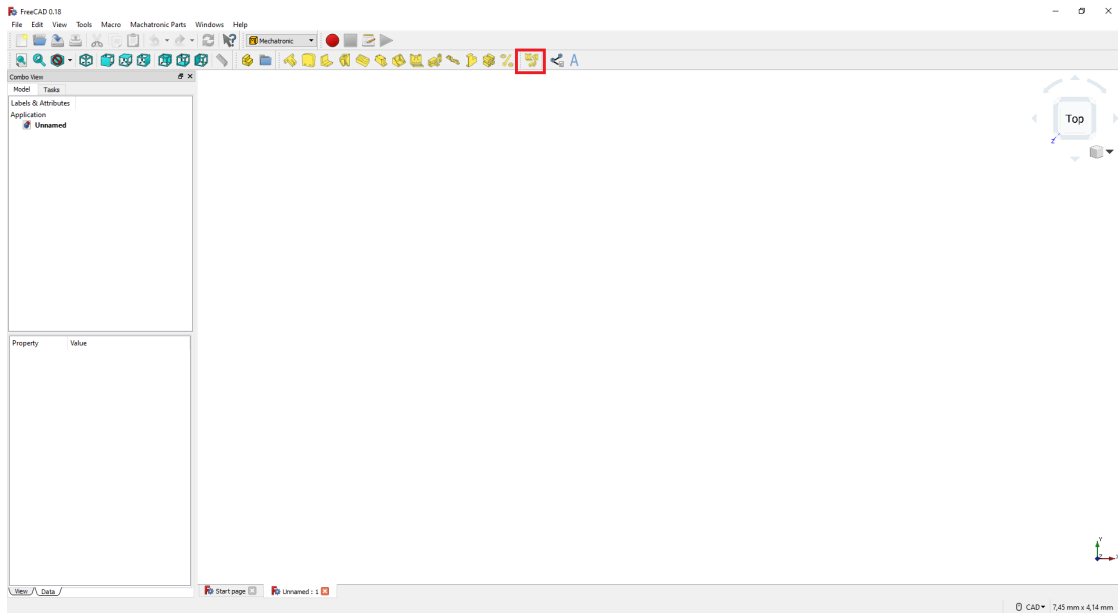 FreeCAD 0.18
File Edit View Tools Macro Machatronic Parts Windows Help
Mechatronic
A
Combo View
Model Tasks
Labels & Attributes
Application
Unnamed
Top
Z
Property Value
Y
View Data
Start page Unnamed : 1
CAD 7,45 mm x 4,14 mm